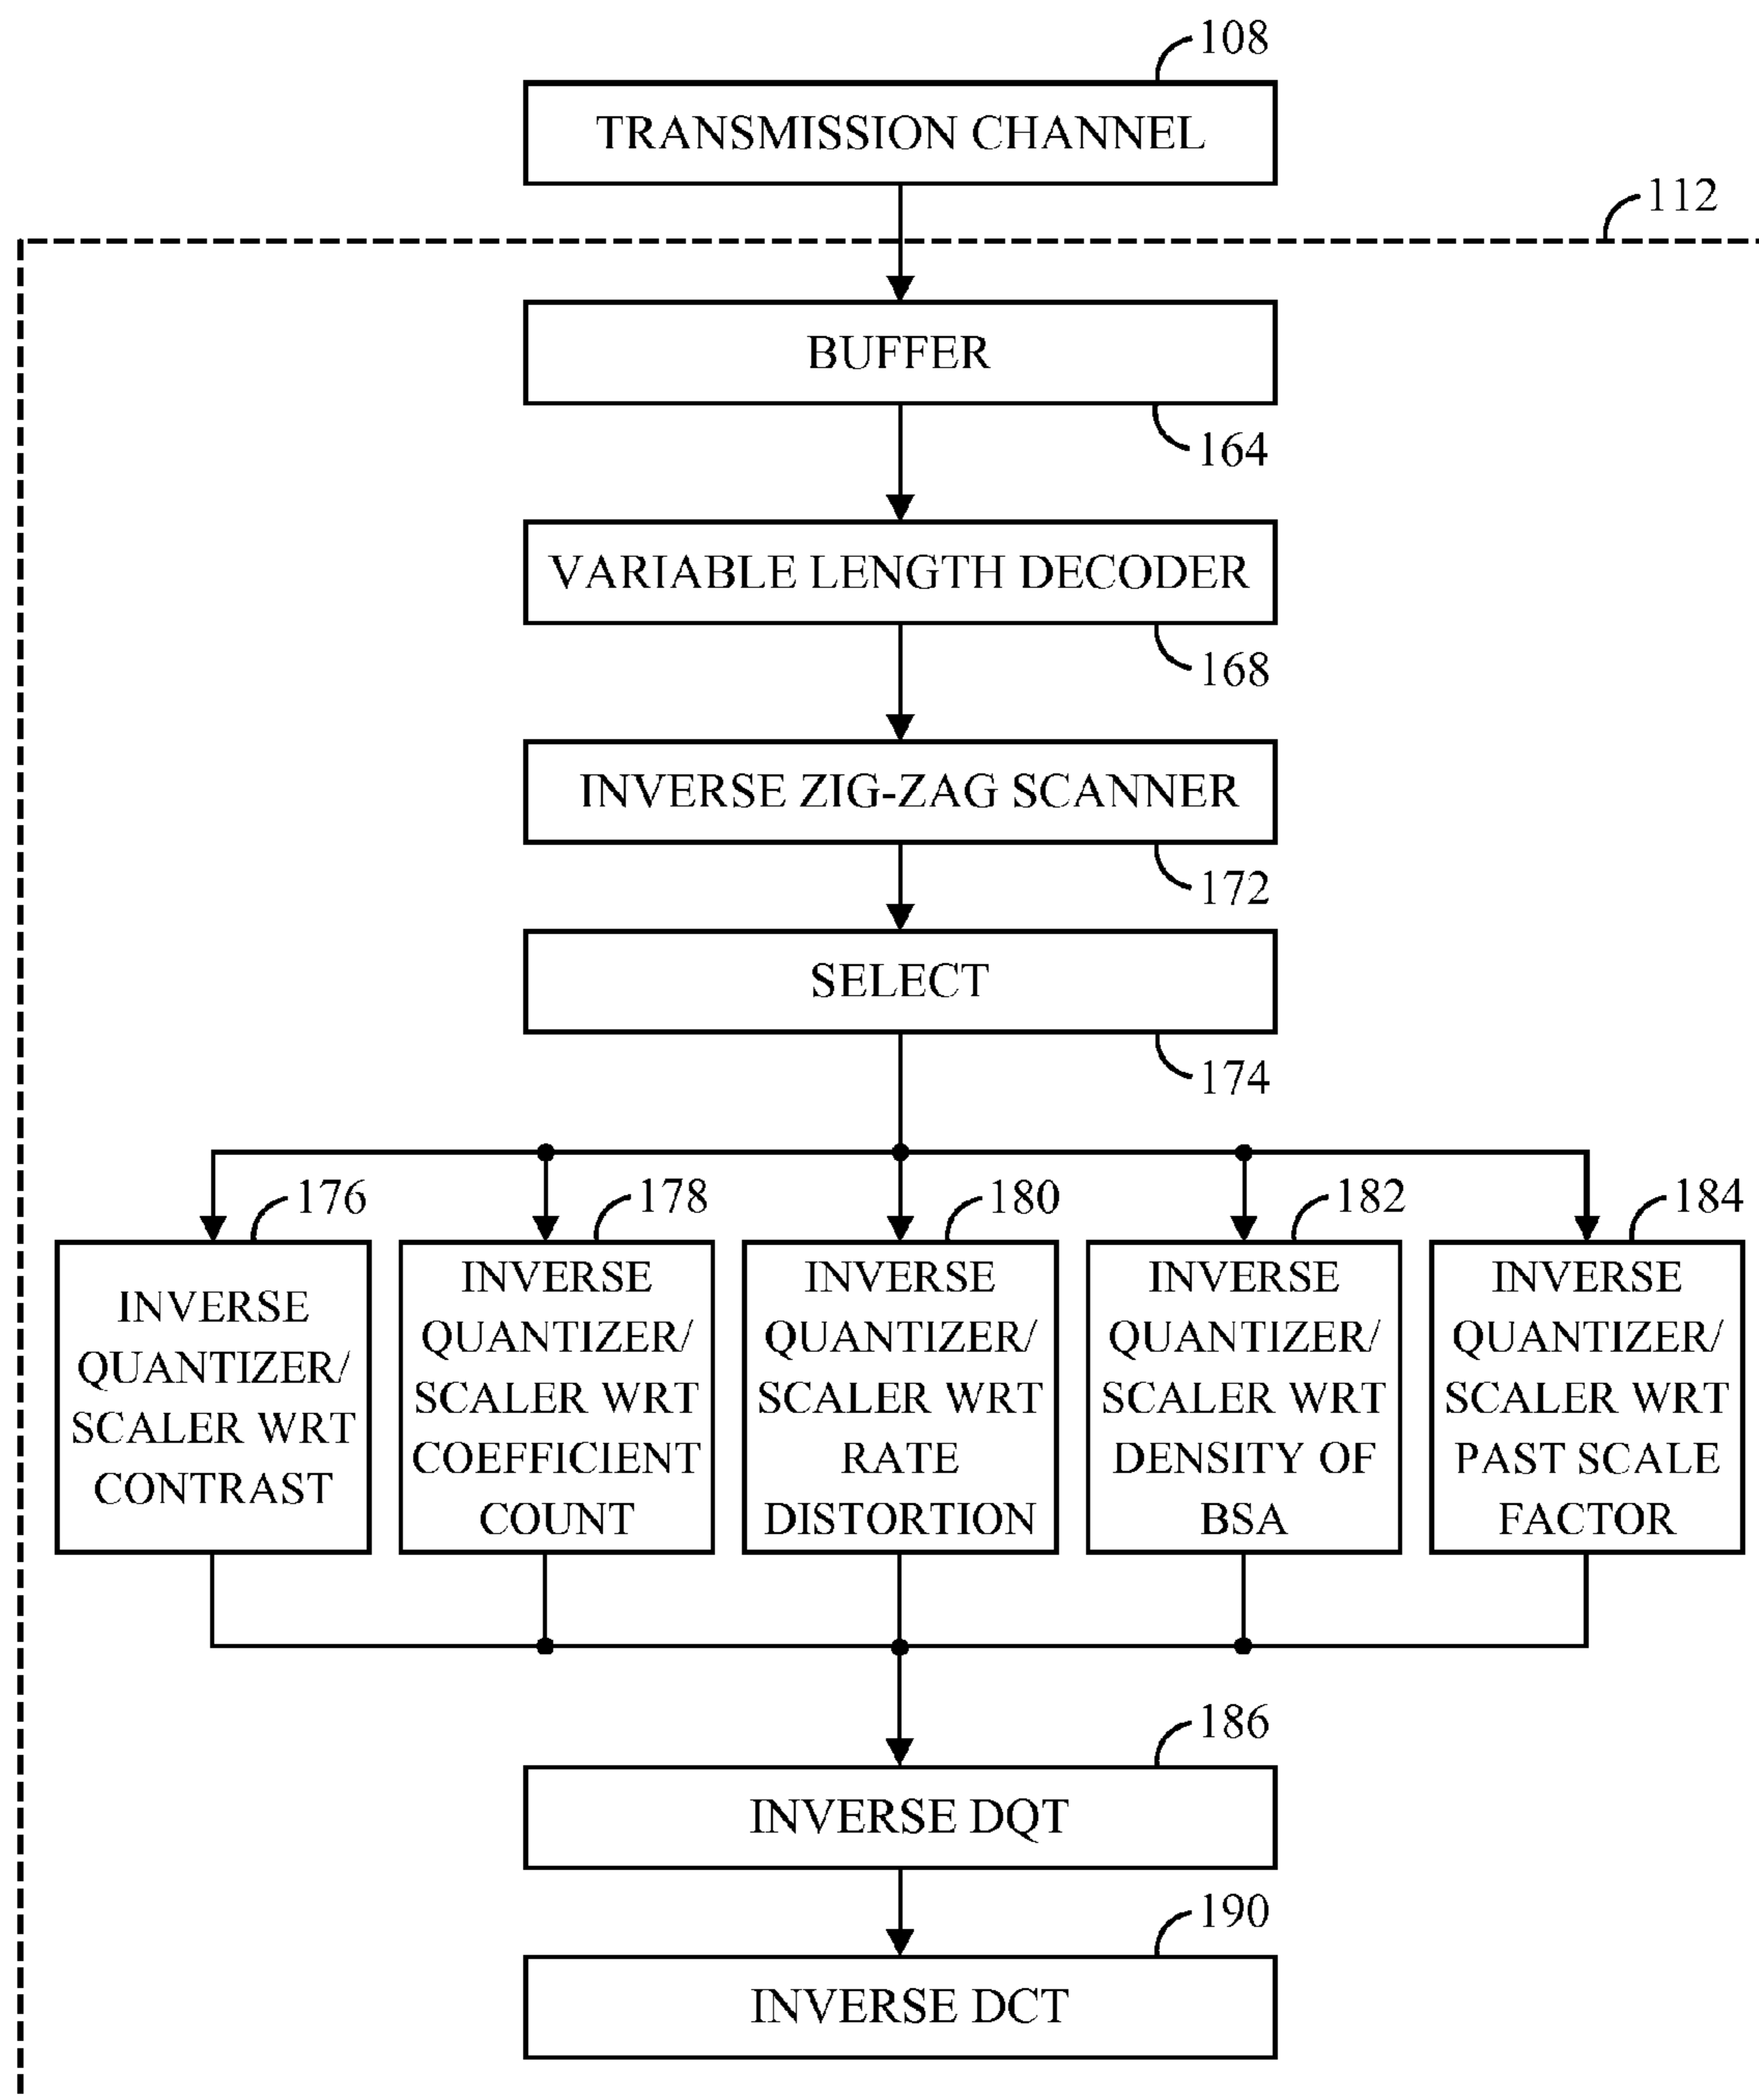 108
TRANSMISSION CHANNEL
112
BUFFER
164
VARIABLE LENGTH DECODER
168
INVERSE ZIG-ZAG SCANNER
172
SELECT
174
176
INVERSE
QUANTIZER/
SCALER WRT
CONTRAST
178
INVERSE
QUANTIZER/
SCALER WRT
COEFFICIENT
COUNT
180
INVERSE
QUANTIZER/
SCALER WRT
RATE
DISTORTION
182
INVERSE
QUANTIZER/
SCALER WRT
DENSITY OF
BSA
184
INVERSE
QUANTIZER/
SCALER WRT
PAST SCALE
FACTOR
186
INVERSE DQT
190
INVERSE DCT